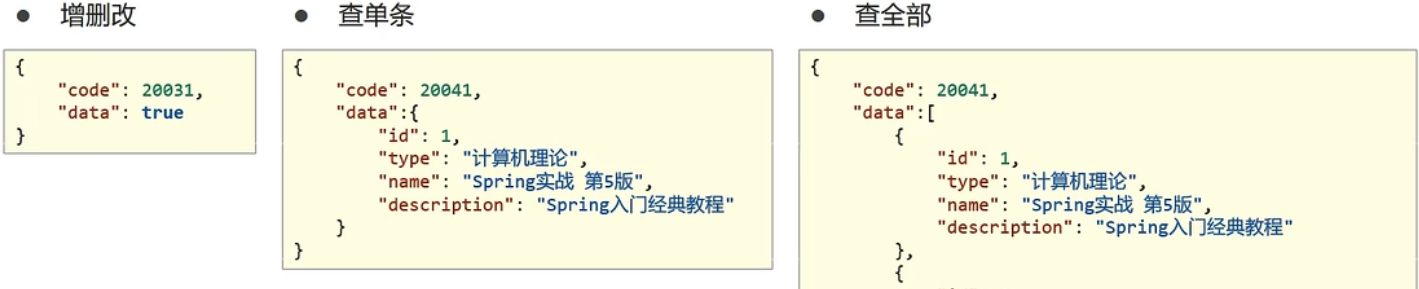 ● 增删改
{
    "code": 20031,
    "data": true
}
● 查单条
{
    "code": 20041,
    "data":{
        "id": 1,
        "type": "计算机理论",
        "name": "Spring实战 第5版",
        "description": "Spring入门经典教程"
    }
}
● 查全部
{
    "code": 20041,
    "data":[
        {
            "id": 1,
            "type": "计算机理论",
            "name": "Spring实战 第5版",
            "description": "Spring入门经典教程"
        },
        {